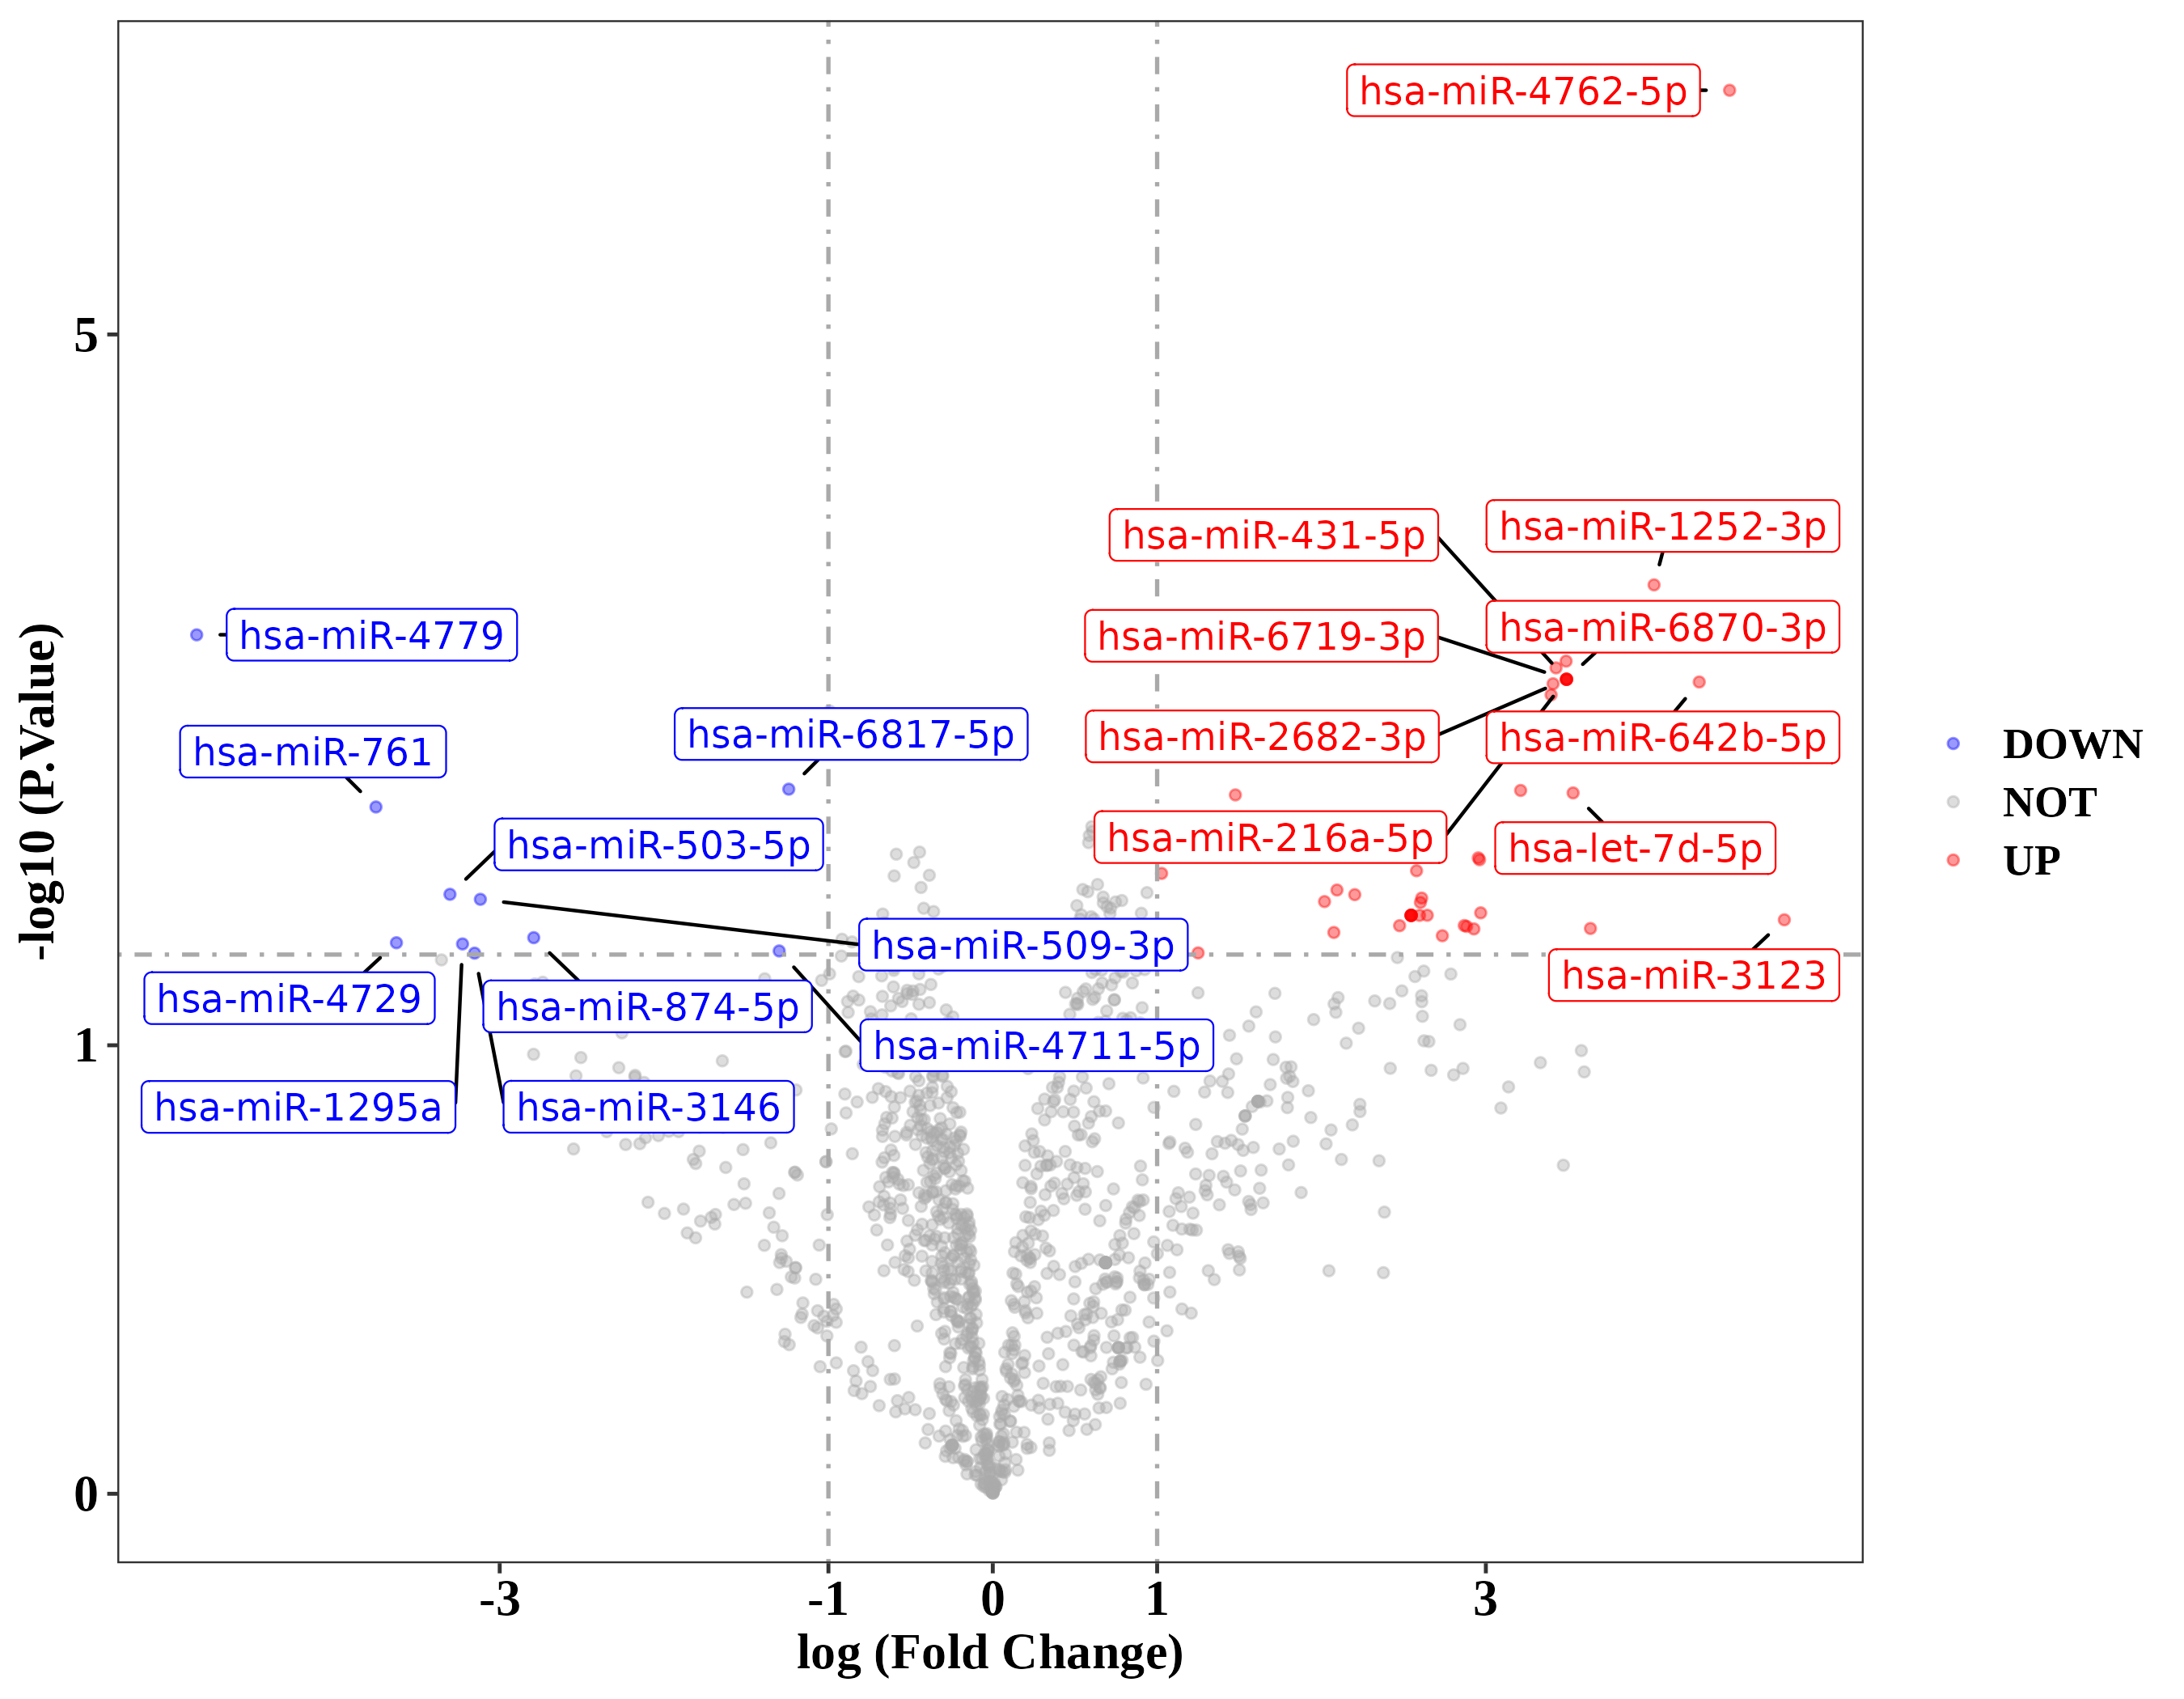 hsa-miR-4762-5p
5
hsa-miR-431-5p
hsa-miR-1252-3p
hsa-miR-4779
hsa-miR-6719-3p
hsa-miR-6870-3p
hsa-miR-761
hsa-miR-6817-5p
hsa-miR-2682-3p
hsa-miR-642b-5p
hsa-miR-503-5p
hsa-miR-216a-5p
hsa-let-7d-5p
hsa-miR-509-3p
hsa-miR-3123
hsa-miR-4729
hsa-miR-874-5p
hsa-miR-4711-5p
1
hsa-miR-1295a
hsa-miR-3146
0
-log10 (P.Value)
-3 -1 0 1 3
log (Fold Change)
DOWN
NOT
UP